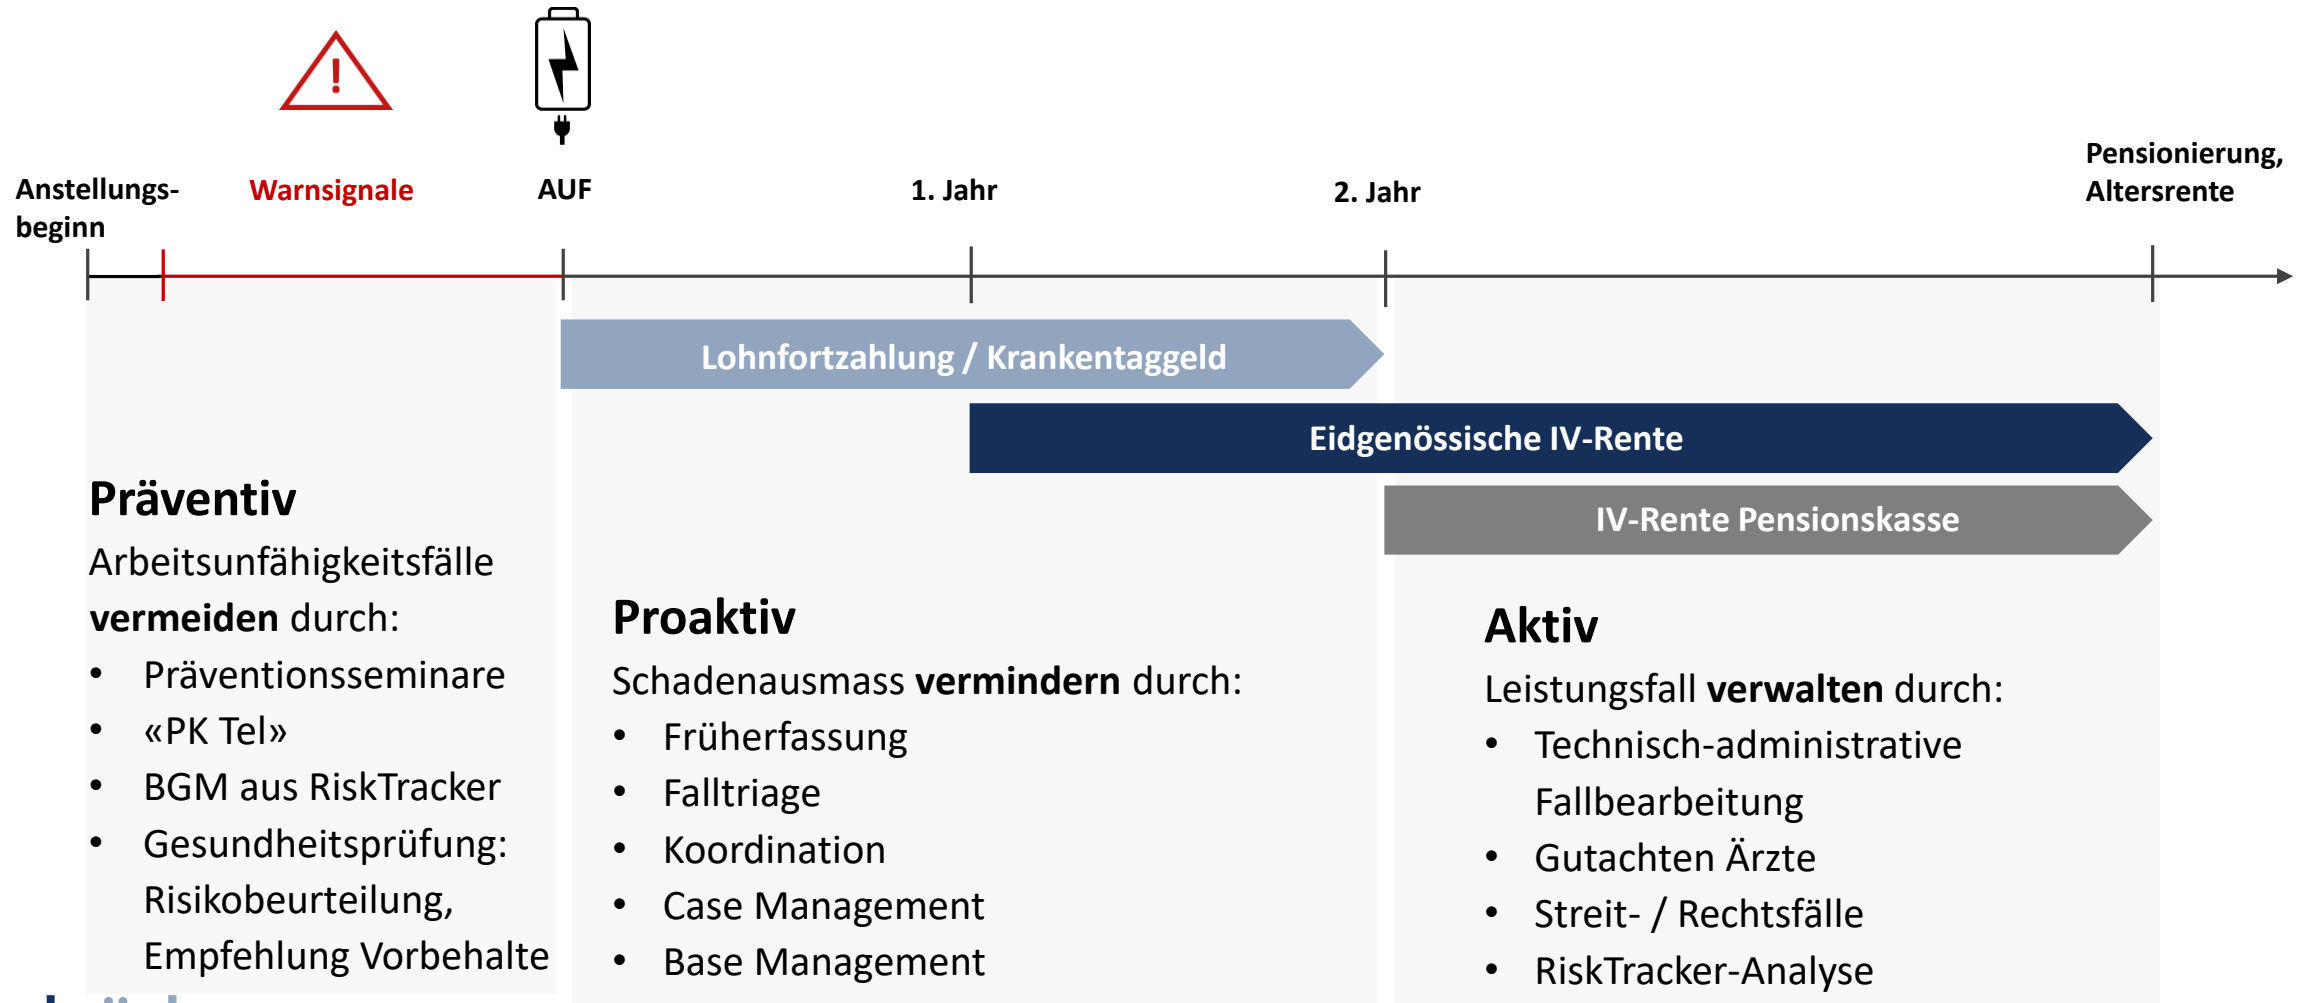 Anstellungs-
beginn
Warnsignale
AUF
1. Jahr
2. Jahr
Pensionierung,
Altersrente
Lohnfortzahlung / Krankentaggeld
Eidgenössische IV-Rente
IV-Rente Pensionskasse
Präventiv
Arbeitsunfähigkeitsfälle
vermeiden durch:
• Präventionsseminare
• «PK Tel»
• BGM aus RiskTracker
• Gesundheitsprüfung:
Risikobeurteilung,
Empfehlung Vorbehalte
Proaktiv
Schadenausmass vermindern durch:
• Früherfassung
• Falltriage
• Koordination
• Case Management
• Base Management
Aktiv
Leistungsfall verwalten durch:
• Technisch-administrative
Fallbearbeitung
• Gutachten Ärzte
• Streit- / Rechtsfälle
• RiskTracker-Analyse